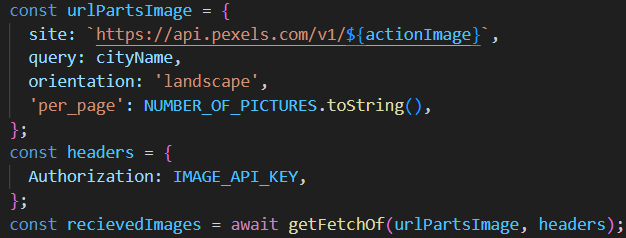 const urlPartsImage = {
  site: `https://api.pexels.com/v1/${actionImage}`,
  query: cityName,
  orientation: 'landscape',
  'per_page': NUMBER_OF_PICTURES.toString(),
};
const headers = {
  Authorization: IMAGE_API_KEY,
};
const recievedImages = await getFetchOf(urlPartsImage, headers);